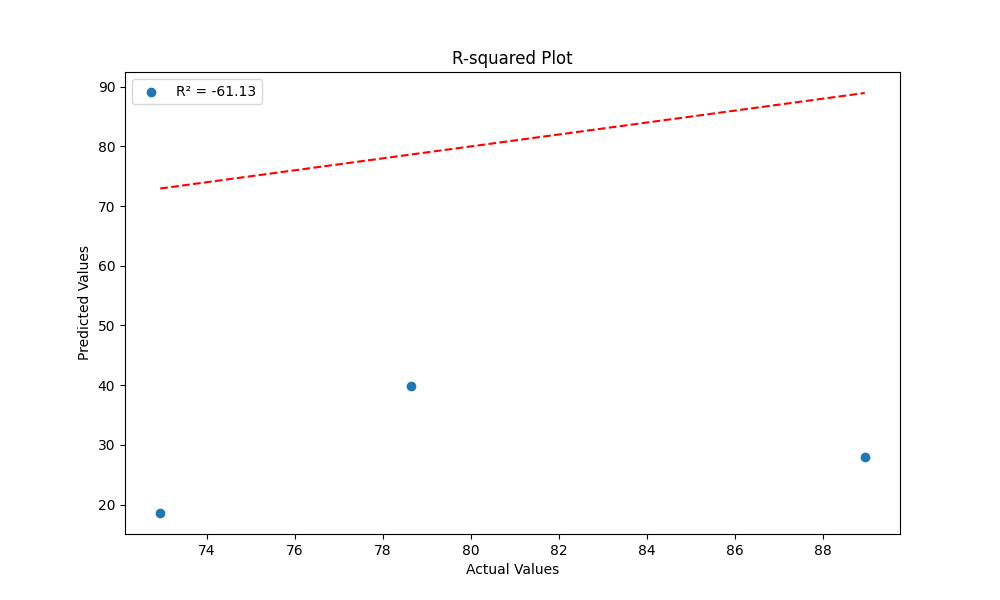 R-squared Plot
R² = -61.13
90
80
70
60
50
40
30
20
Predicted Values
74 76 78 80 82 84 86 88
Actual Values